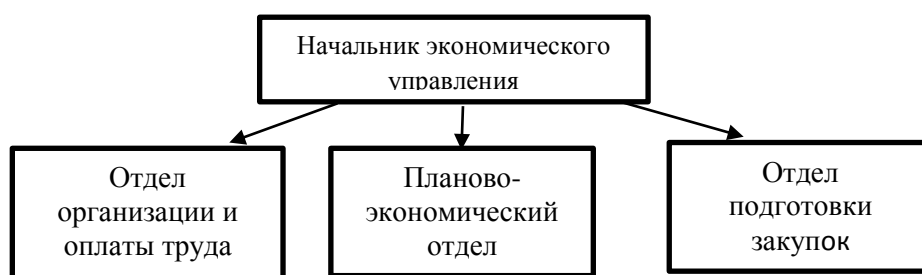 Начальник экономического
управления
Отдел
организации и
оплаты труда
Планово-
экономический
отдел
Отдел
подготовки
закупок